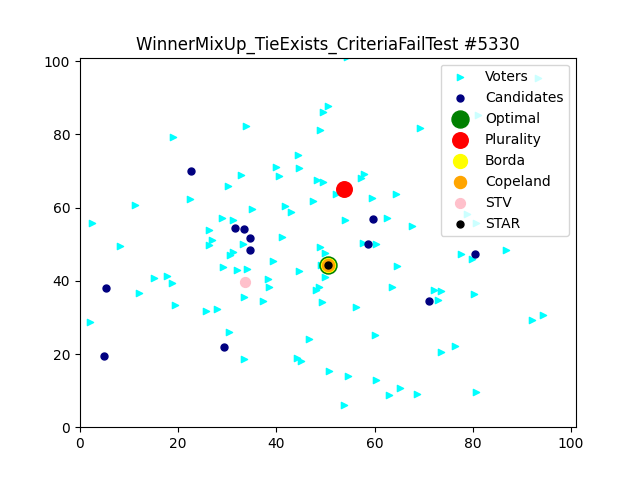 WinnerMixUp_TieExists_CriteriaFailTest #5330
Voters
Candidates
Optimal
Plurality
Borda
Copeland
STV
STAR
100
80
60
40
20
0
0 20 40 60 80 100